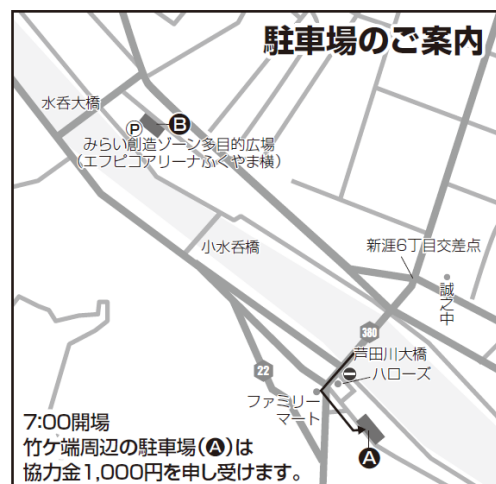 駐車場のご案内
水呑大橋
Ⓟ
B
みらい創造ゾーン多目的広場
(エフピコアリーナふくやま横)
小水呑橋
新涯6丁目交差点
誠之中
380
芦田川大橋
ハローズ
22
ファミリー
マート
A
7:00開場
竹ケ端周辺の駐車場(A)は
協力金1,000円を申し受けます。